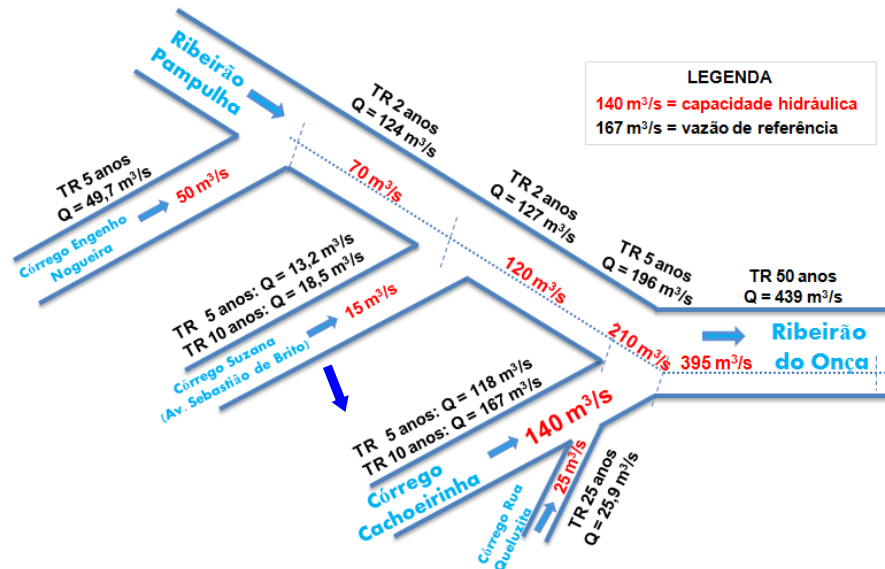 Ribeirão
Pampulha
TR 2 anos
Q = 124 m³/s
LEGENDA
140 m³/s = capacidade hidráulica
167 m³/s = vazão de referência
TR 5 anos
Q = 49,7 m³/s
50 m³/s
Córrego Engenho
Nogueira
70 m³/s
TR 2 anos
Q = 127 m³/s
TR 5 anos: Q = 13,2 m³/s
TR 10 anos: Q = 18,5 m³/s
15 m³/s
Córrego Suzana
(Av. Sebastião de Brito)
120 m³/s
TR 5 anos
Q = 196 m³/s
TR 50 anos
Q = 439 m³/s
210 m³/s
Ribeirão
do Onça
395 m³/s
TR 5 anos: Q = 118 m³/s
TR 10 anos: Q = 167 m³/s
140 m³/s
Córrego
Cachoeirinha
25 m³/s
Córrego Rua
Queluzita
TR 25 anos
Q = 25,9 m³/s